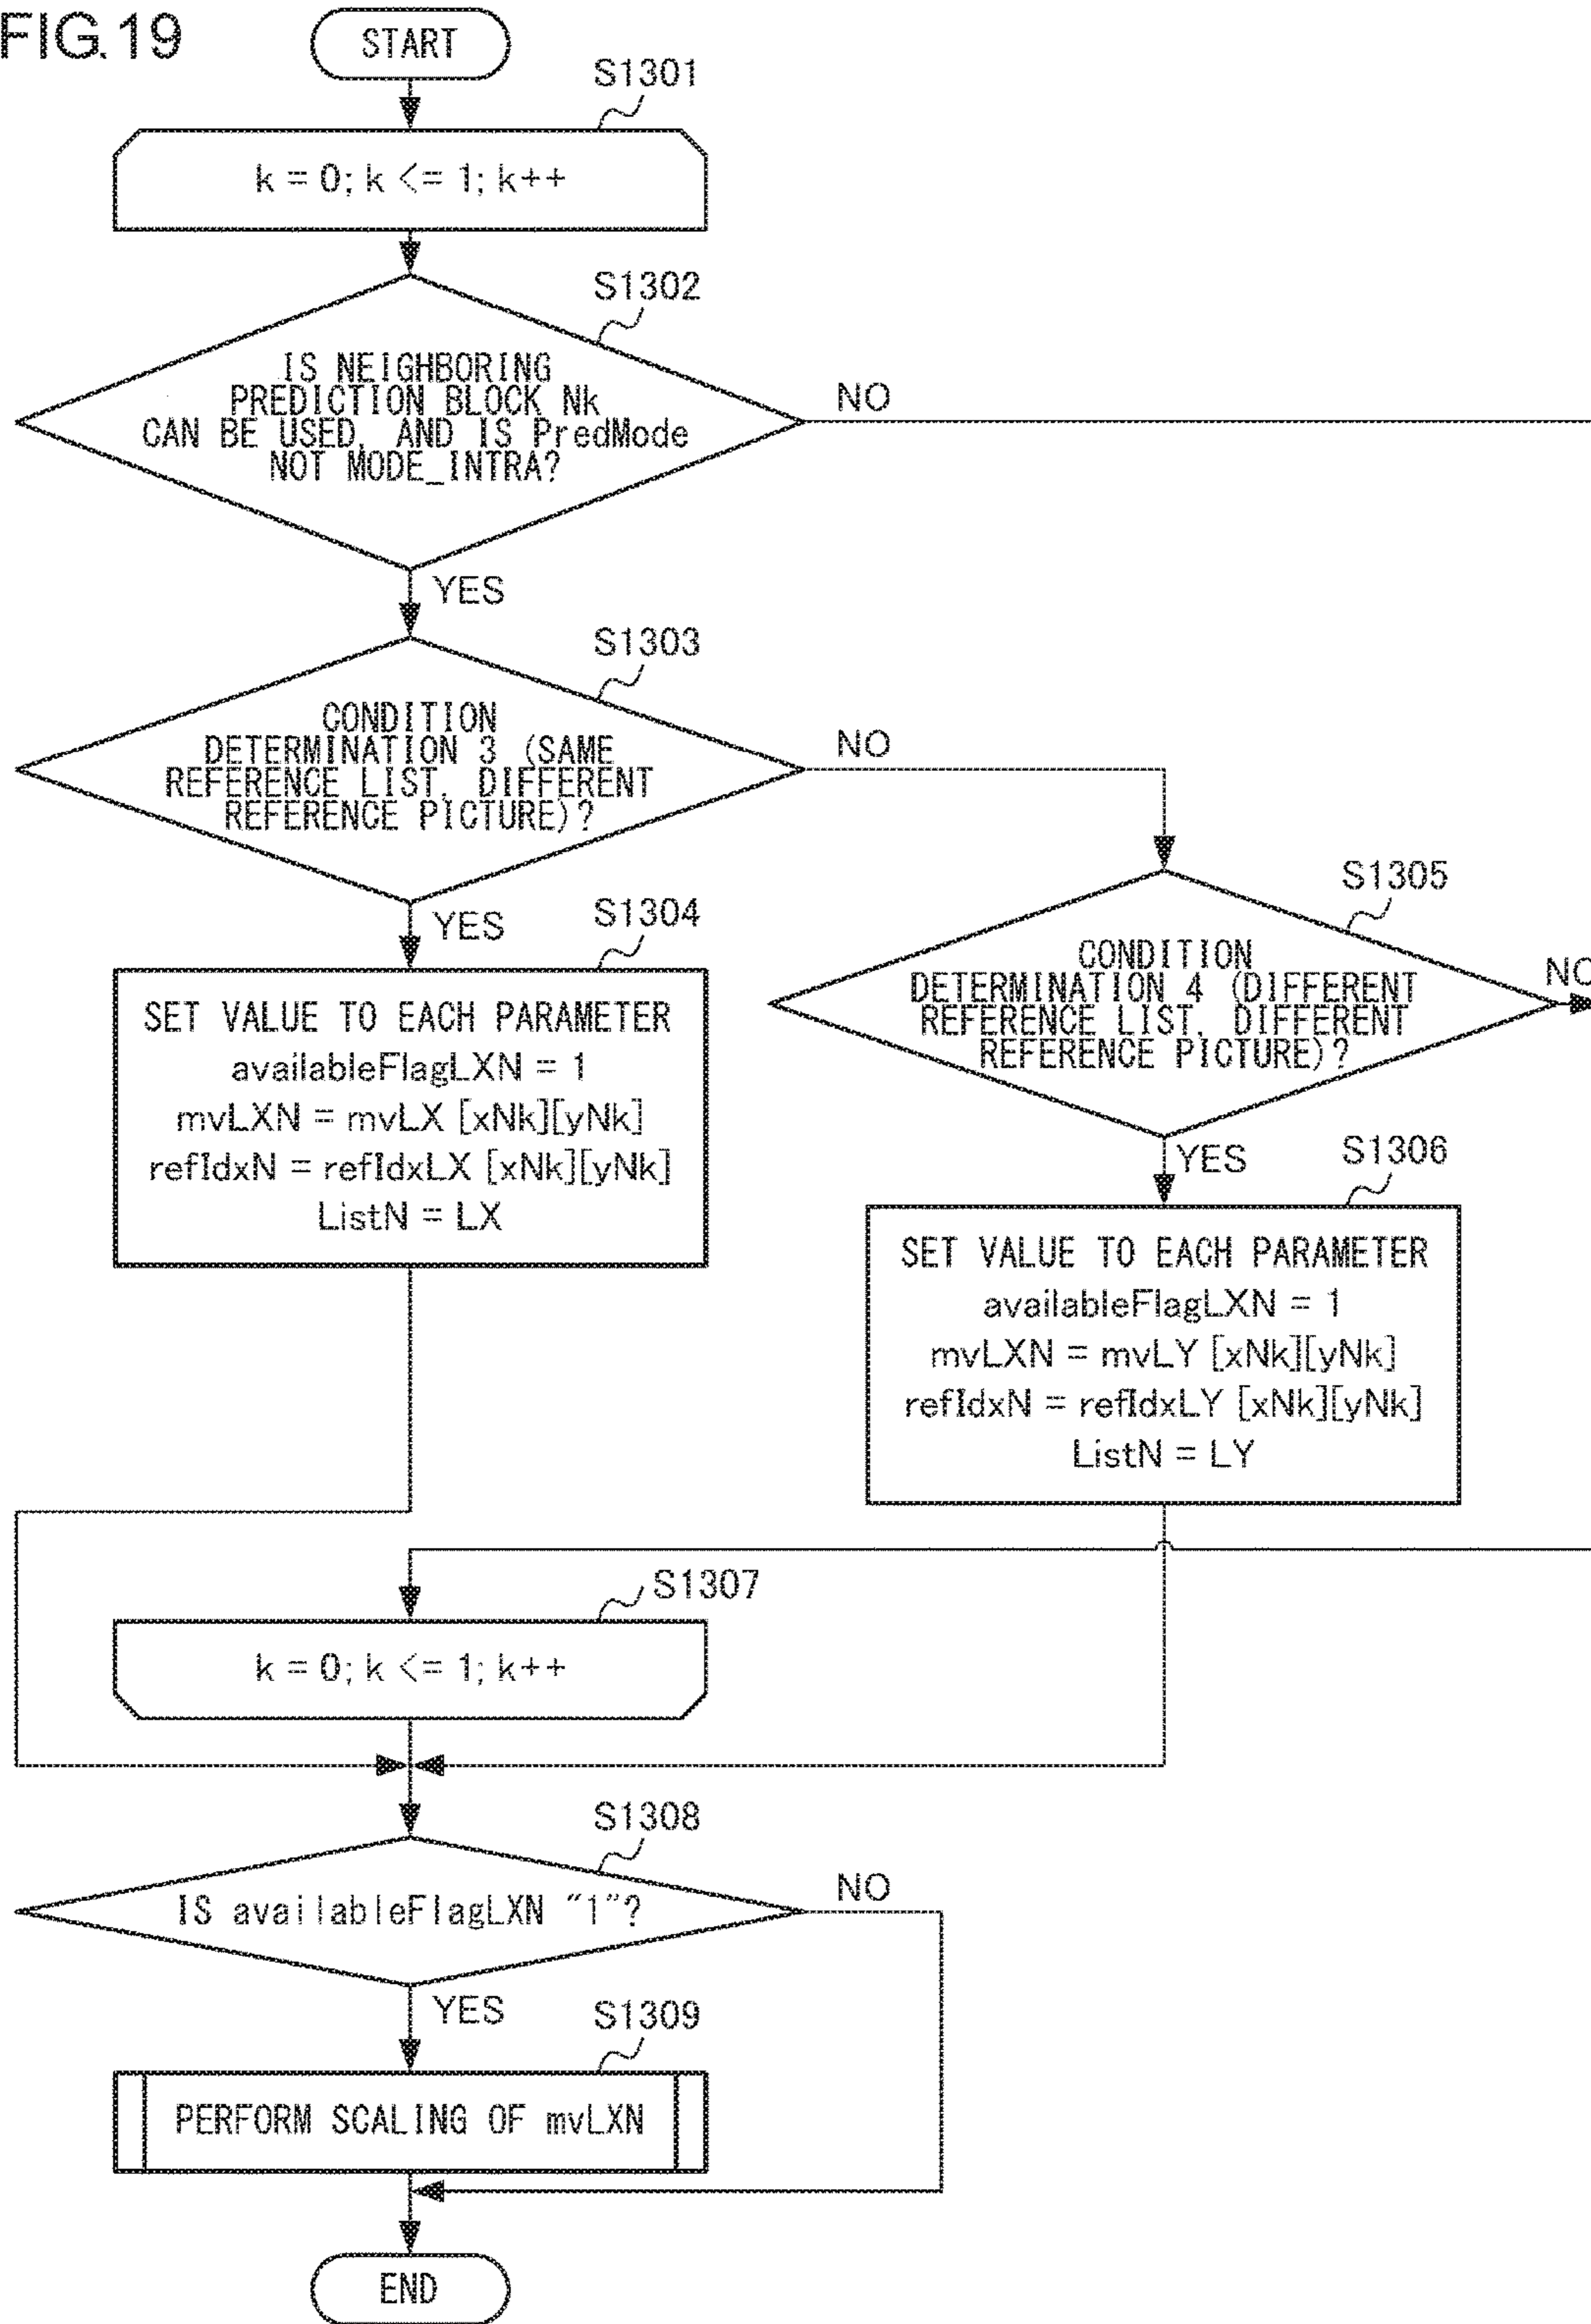 FIG.19
START
S1301
k = 0; k <= 1; k++
S1302
IS NEIGHBORING
PREDICTION BLOCK Nk
CAN BE USED, AND IS PredMode
NOT MODE_INTRA?
NO
YES
S1303
CONDITION
DETERMINATION 3 (SAME
REFERENCE LIST, DIFFERENT
REFERENCE PICTURE)?
NO
YES
S1304
SET VALUE TO EACH PARAMETER
availableFlagLXN = 1
mvLXN = mvLX [xNk][yNk]
refIdxN = refIdxLX [xNk][yNk]
ListN = LX
S1305
CONDITION
DETERMINATION 4 (DIFFERENT
REFERENCE LIST, DIFFERENT
REFERENCE PICTURE)?
NO
YES
S1306
SET VALUE TO EACH PARAMETER
availableFlagLXN = 1
mvLXN = mvLY [xNk][yNk]
refIdxN = refIdxLY [xNk][yNk]
ListN = LY
S1307
k = 0; k <= 1; k++
S1308
IS availableFlagLXN "1"?
NO
YES
S1309
PERFORM SCALING OF mvLXN
END